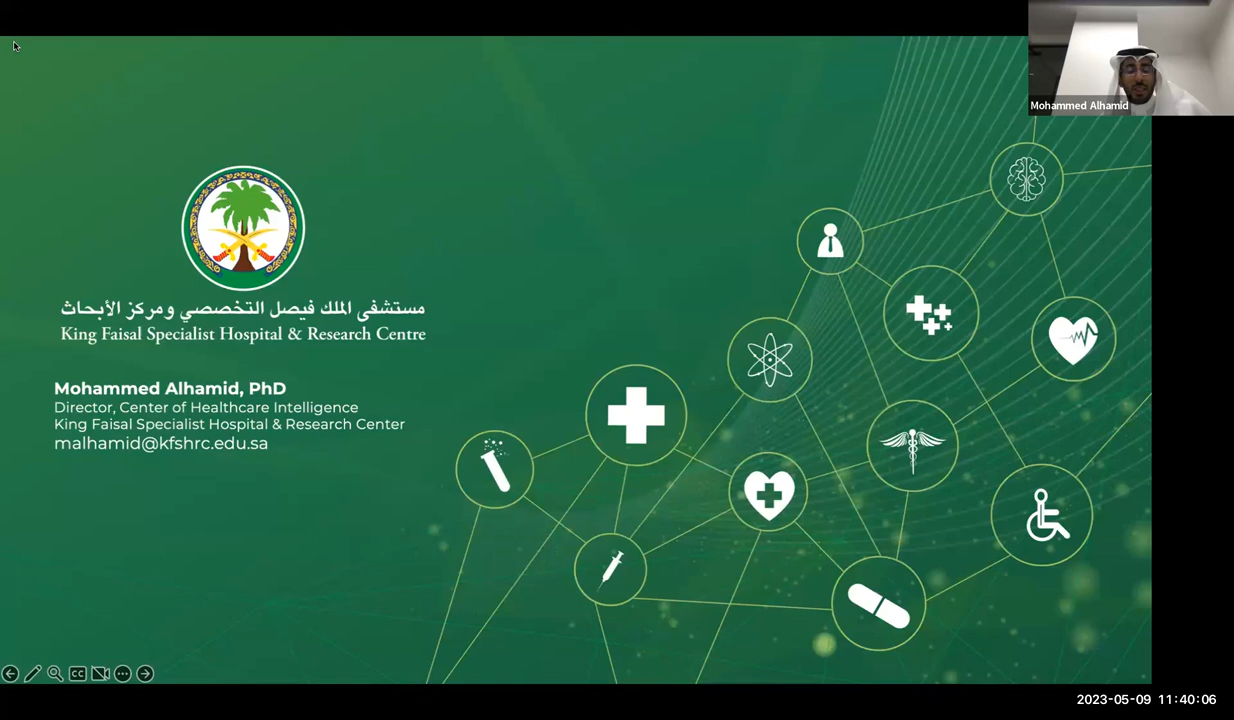 Mohammed Alhamid
مستشفى الملك فيصل التخصصي ومركز الأبحاث
King Faisal Specialist Hospital & Research Centre
Mohammed Alhamid, PhD
Director, Center of Healthcare Intelligence
King Faisal Specialist Hospital & Research Center
malhamid@kfshrc.edu.sa
CC
2023-05-09 11:40:06